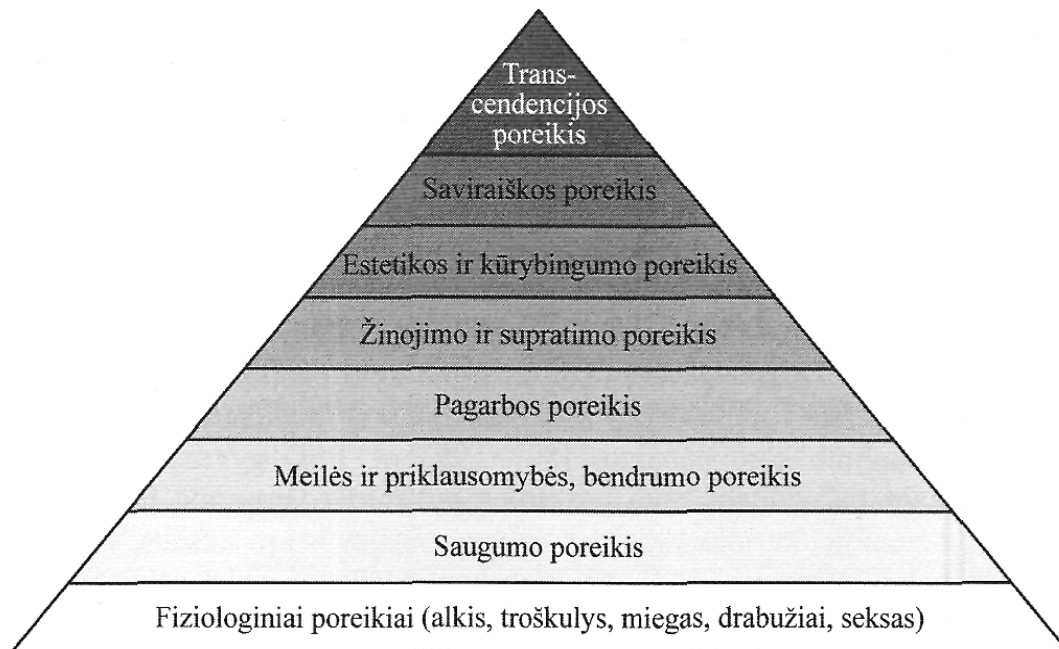 Trans-
cendencijos
poreikis
Saviraiškos poreikis
Estetikos ir kūrybingumo poreikis
Žinojimo ir supratimo poreikis
Pagarbos poreikis
Meilės ir priklausomybės, bendrumo poreikis
Saugumo poreikis
Fiziologiniai poreikiai (alkis, troškulys, miegas, drabužiai, seksas)